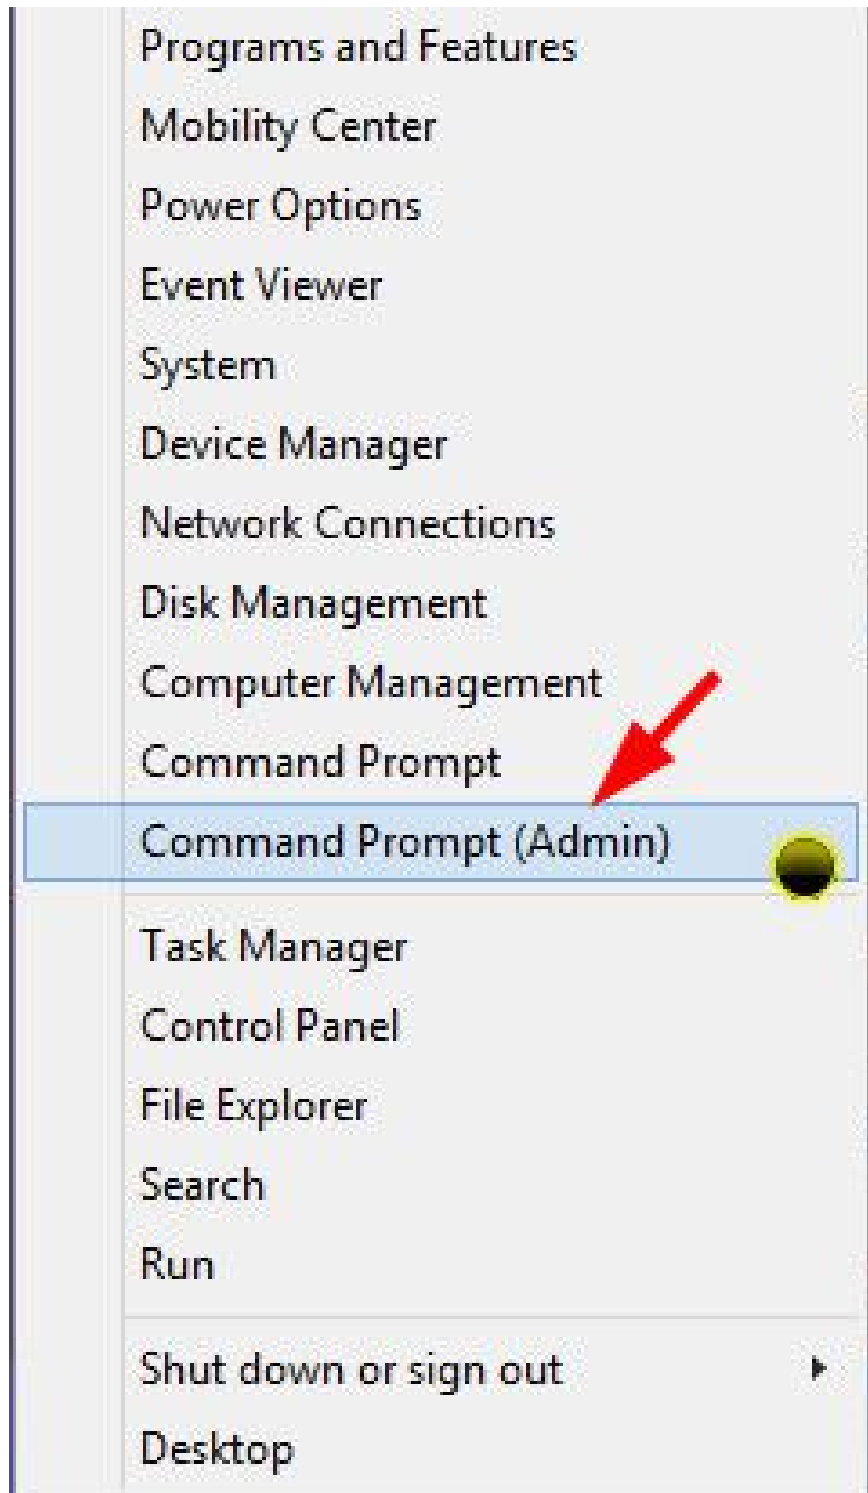 Programs and Features
Mobility Center
Power Options
Event Viewer
System
Device Manager
Network Connections
Disk Management
Computer Management
Command Prompt
Command Prompt (Admin)
Task Manager
Control Panel
File Explorer
Search
Run
Shut down or sign out
Desktop